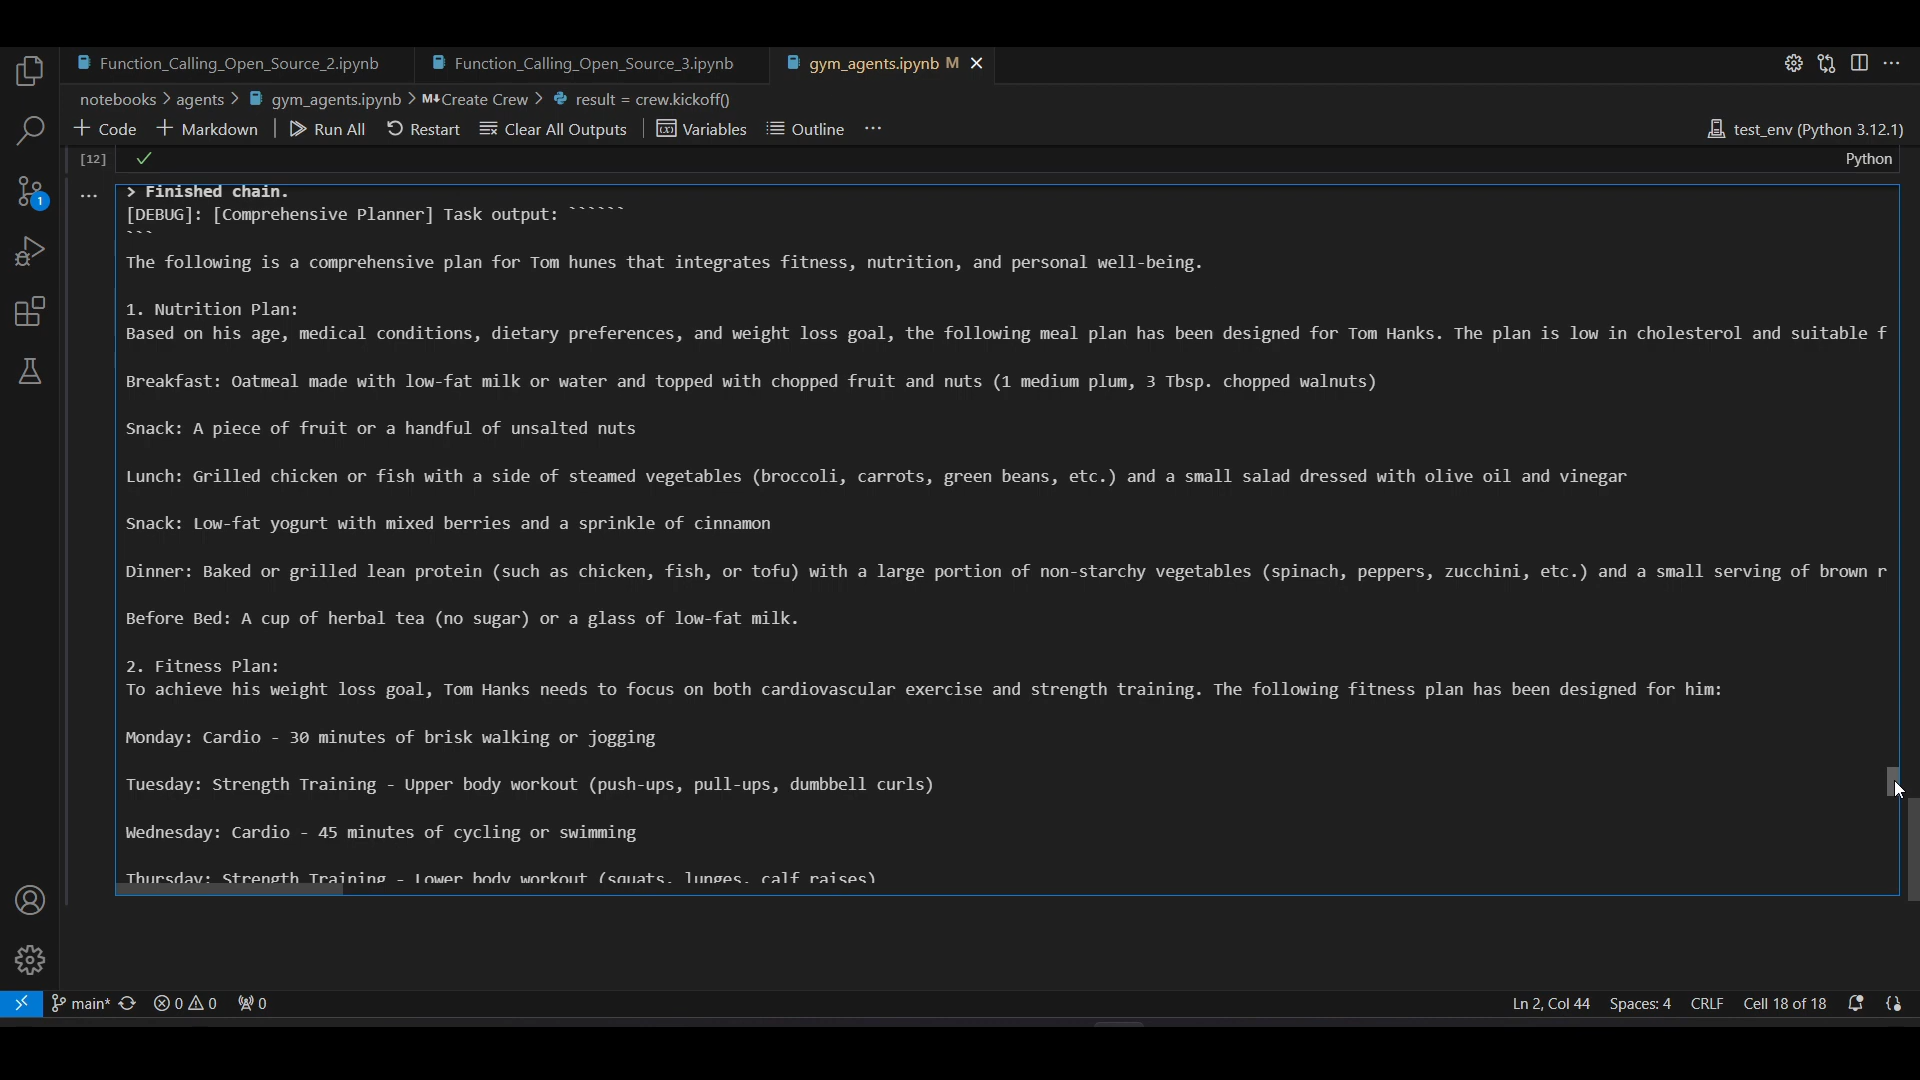 Function_Calling_Open_Source_2.ipynb Function_Calling_Open_Source_3.ipynb gym_agents.ipynb M
notebooks > agents > gym_agents.ipynb > M↓Create Crew > result = crew.kickoff()
+ Code + Markdown Run All Restart Clear All Outputs Variables Outline ... test_env (Python 3.12.1)
[12] Python
1
... > Finished chain.
[DEBUG]: [Comprehensive Planner] Task output: ``````
```
The following is a comprehensive plan for Tom hunes that integrates fitness, nutrition, and personal well-being.
1. Nutrition Plan:
Based on his age, medical conditions, dietary preferences, and weight loss goal, the following meal plan has been designed for Tom Hanks. The plan is low in cholesterol and suitable f
Breakfast: Oatmeal made with low-fat milk or water and topped with chopped fruit and nuts (1 medium plum, 3 Tbsp. chopped walnuts)
Snack: A piece of fruit or a handful of unsalted nuts
Lunch: Grilled chicken or fish with a side of steamed vegetables (broccoli, carrots, green beans, etc.) and a small salad dressed with olive oil and vinegar
Snack: Low-fat yogurt with mixed berries and a sprinkle of cinnamon
Dinner: Baked or grilled lean protein (such as chicken, fish, or tofu) with a large portion of non-starchy vegetables (spinach, peppers, zucchini, etc.) and a small serving of brown r
Before Bed: A cup of herbal tea (no sugar) or a glass of low-fat milk.
2. Fitness Plan:
To achieve his weight loss goal, Tom Hanks needs to focus on both cardiovascular exercise and strength training. The following fitness plan has been designed for him:
Monday: Cardio - 30 minutes of brisk walking or jogging
Tuesday: Strength Training - Upper body workout (push-ups, pull-ups, dumbbell curls)
Wednesday: Cardio - 45 minutes of cycling or swimming
Thursday: Strength Training - Lower body workout (squats, lunges, calf raises)
main* 0 0 0 Ln 2, Col 44 Spaces: 4 CRLF Cell 18 of 18